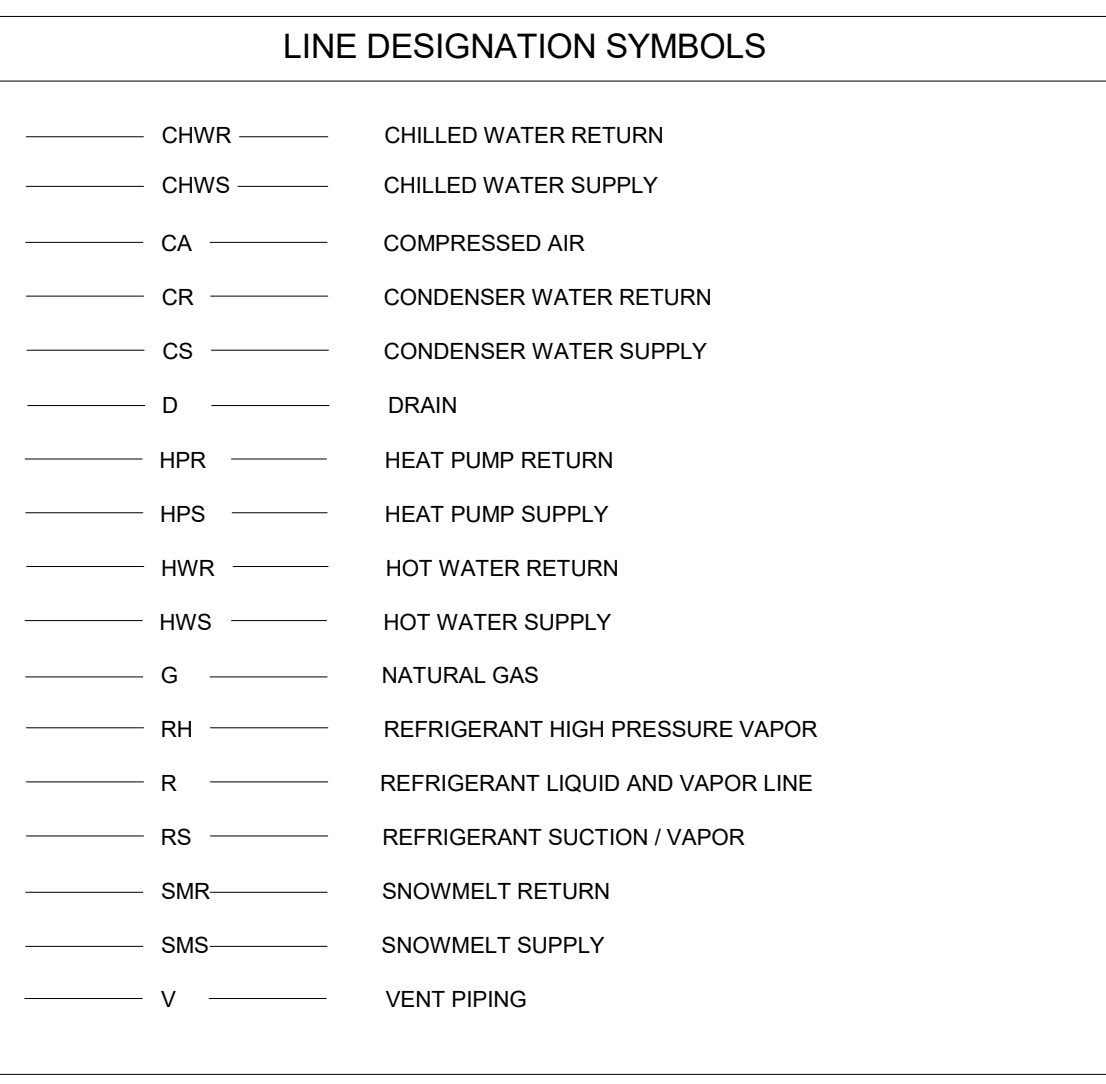 LINE DESIGNATION SYMBOLS
CHWR CHILLED WATER RETURN
CHWS CHILLED WATER SUPPLY
CA COMPRESSED AIR
CR CONDENSER WATER RETURN
CS CONDENSER WATER SUPPLY
D DRAIN
HPR HEAT PUMP RETURN
HPS HEAT PUMP SUPPLY
HWR HOT WATER RETURN
HWS HOT WATER SUPPLY
G NATURAL GAS
RH REFRIGERANT HIGH PRESSURE VAPOR
R REFRIGERANT LIQUID AND VAPOR LINE
RS REFRIGERANT SUCTION / VAPOR
SMR SNOWMELT RETURN
SMS SNOWMELT SUPPLY
V VENT PIPING